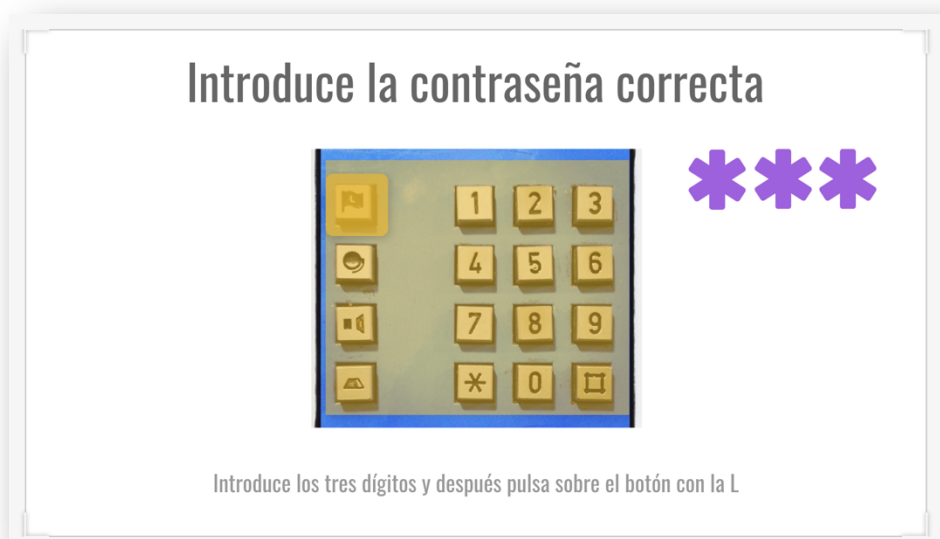 Introduce la contraseña correcta
***
L
1 2 3
4 5 6
7 8 9
* 0
Introduce los tres dígitos y después pulsa sobre el botón con la L